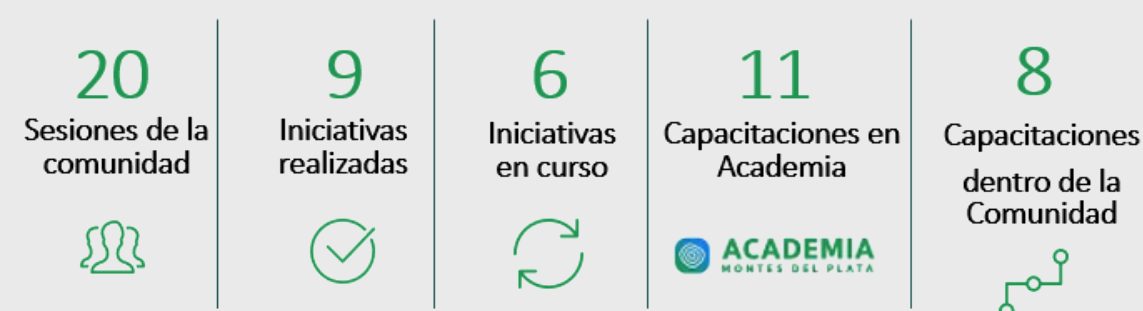 20
Sesiones de la
comunidad
9
Iniciativas
realizadas
6
Iniciativas
en curso
11
Capacitaciones en
Academia
ACADEMIA
MONTES DEL PLATA
8
Capacitaciones
dentro de la
Comunidad